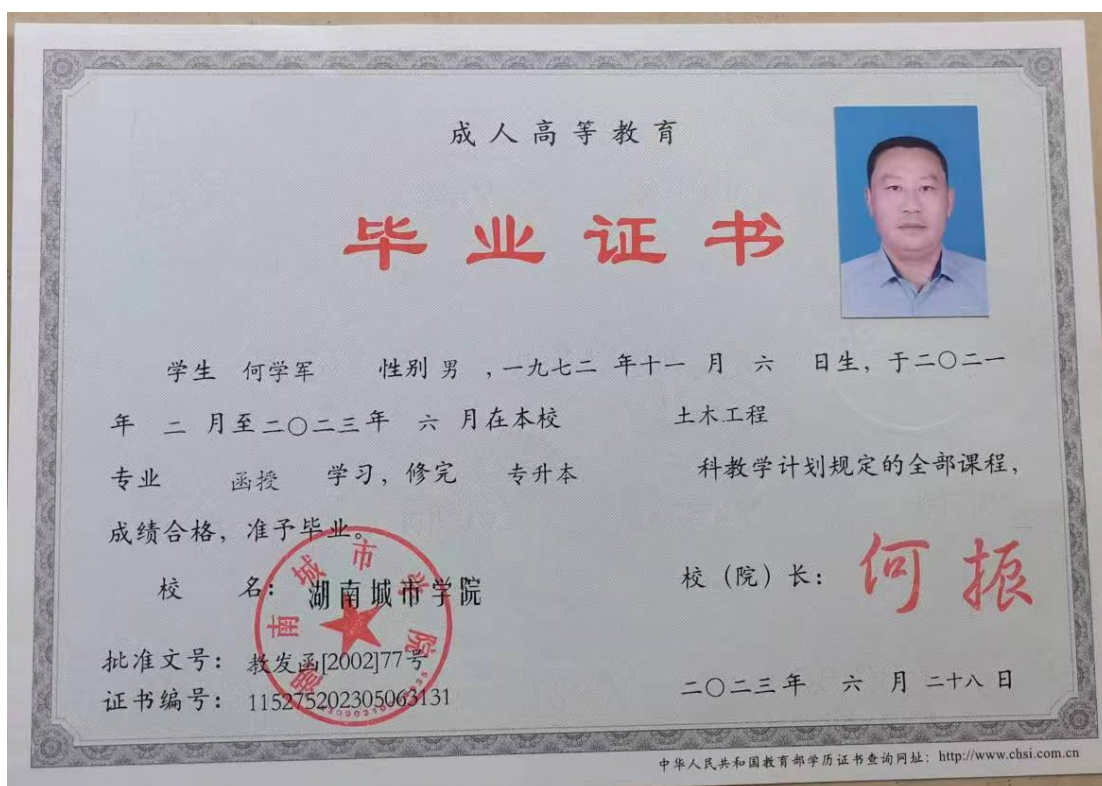 成人高等教育
毕业证书
学生 何学军 性别 男 ,一九七二 年十一 月 六 日生, 于二〇二一
年 二 月至二〇二三年 六 月在本校 土木工程
专业 函授 学习, 修完 专升本 科教学计划规定的全部课程,
成绩合格, 准予毕业。
校 名: 湖南城市学院
湖南城市学院
校（院）长: 何振
批准文号: 教发函[2002]77号
证书编号: 115275202305063131
二〇二三年 六 月 二十八 日
中华人民共和国教育部学历证书查询网址: http://www.chsi.com.cn